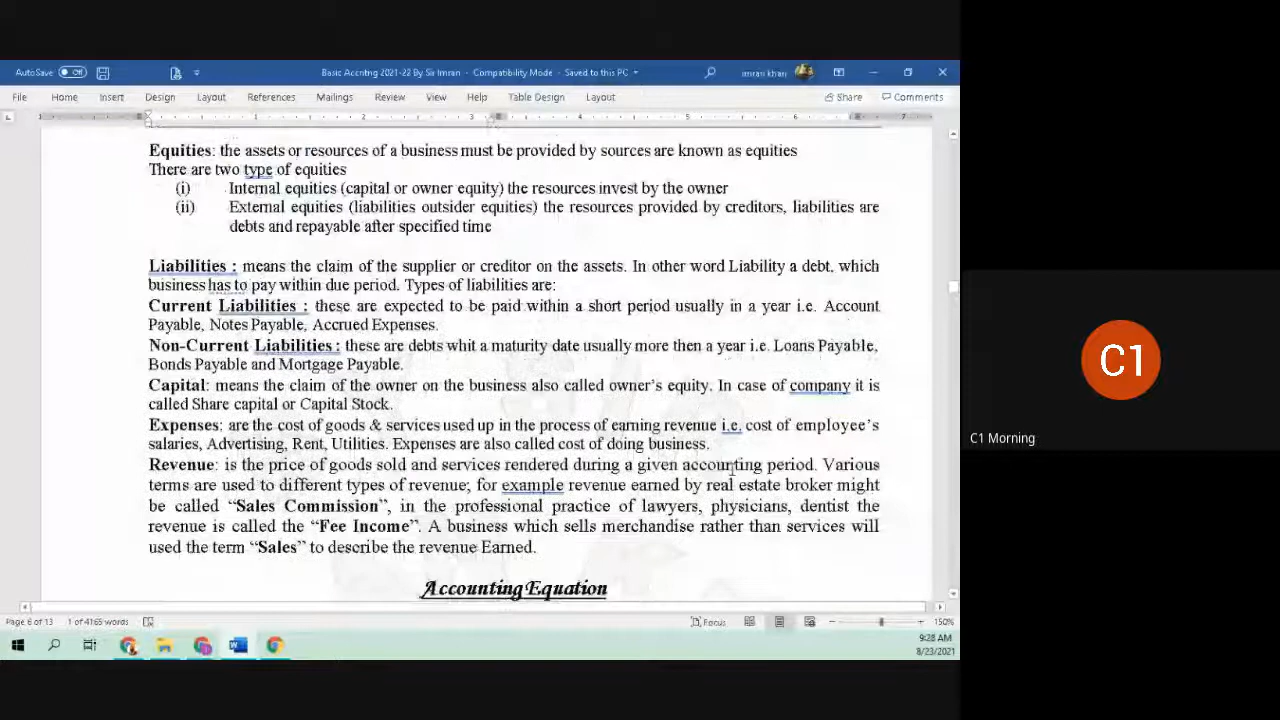 AutoSave Off Basic Accntng 2021-22 By Sir Imran - Compatibility Mode - Saved to this PC imran khan
File Home Insert Design Layout References Mailings Review View Help Table Design Layout Share Comments
1 1 2 3 4 5 6 7
Equities: the assets or resources of a business must be provided by sources are known as equities
There are two type of equities
(i) Internal equities (capital or owner equity) the resources invest by the owner
(ii) External equities (liabilities outsider equities) the resources provided by creditors, liabilities are
debts and repayable after specified time
Liabilities : means the claim of the supplier or creditor on the assets. In other word Liability a debt, which
business has to pay within due period. Types of liabilities are:
Current Liabilities : these are expected to be paid within a short period usually in a year i.e. Account
Payable, Notes Payable, Accrued Expenses.
Non-Current Liabilities : these are debts whit a maturity date usually more then a year i.e. Loans Payable,
Bonds Payable and Mortgage Payable.
Capital: means the claim of the owner on the business also called owner's equity. In case of company it is
called Share capital or Capital Stock.
Expenses: are the cost of goods & services used up in the process of earning revenue i.e. cost of employee's
salaries, Advertising, Rent, Utilities. Expenses are also called cost of doing business.
Revenue: is the price of goods sold and services rendered during a given accounting period. Various
terms are used to different types of revenue; for example revenue earned by real estate broker might
be called “Sales Commission”, in the professional practice of lawyers, physicians, dentist the
revenue is called the “Fee Income”. A business which sells merchandise rather than services will
used the term “Sales” to describe the revenue Earned.
Accounting Equation
Page 6 of 13 1 of 4165 words Focus 150%
9:28 AM
8/23/2021
C1
C1 Morning